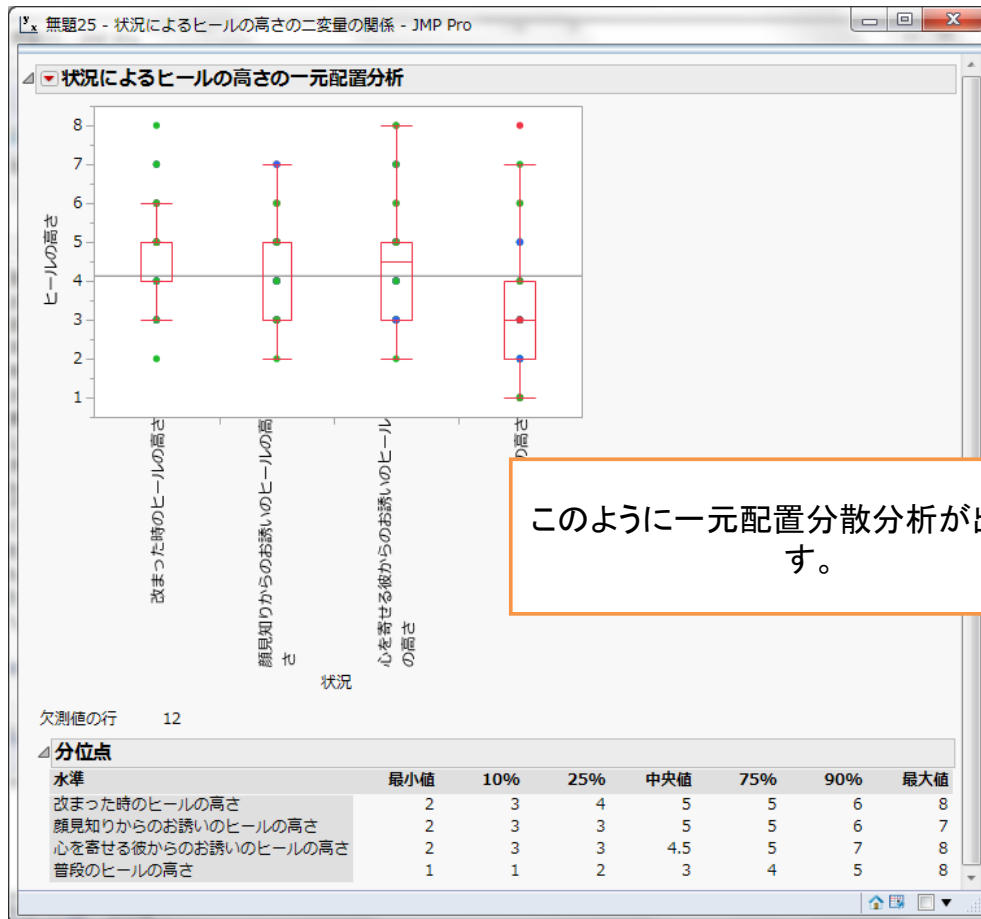 無題25 - 状況によるヒールの高さの二変量の関係 - JMP Pro
状況によるヒールの高さの一元配置分析
8
7
6
5
4
3
2
1
ヒールの高さ
改まった時のヒールの高さ
顔見知りからのお誘いのヒールの高
さ
心を寄せる彼からのお誘いのヒール
の高さ
の高さ
状況
このように一元配置分散分析が出
す。
欠測値の行 12
分位点
水準 最小値 10% 25% 中央値 75% 90% 最大値
改まった時のヒールの高さ 2 3 4 5 5 6 8
顔見知りからのお誘いのヒールの高さ 2 3 3 5 5 6 7
心を寄せる彼からのお誘いのヒールの高さ 2 3 3 4.5 5 7 8
普段のヒールの高さ 1 1 2 3 4 5 8